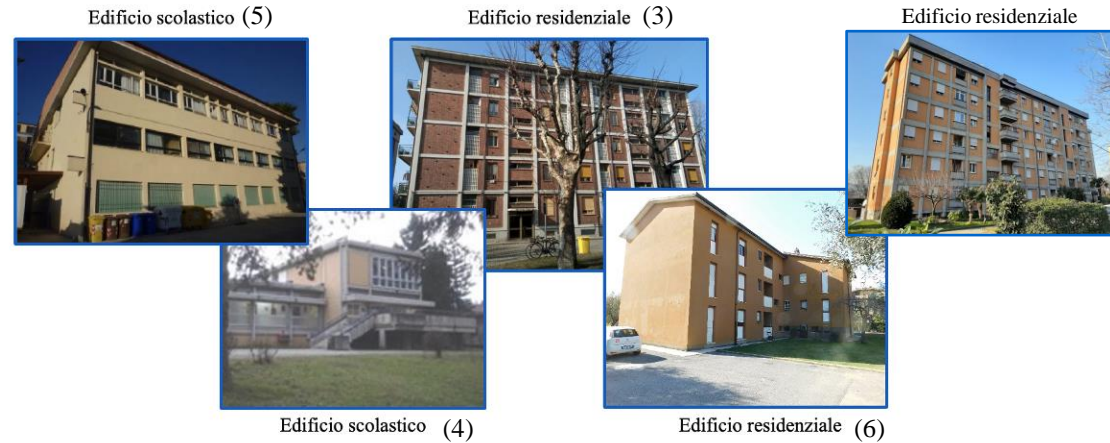 Edificio scolastico (5)
Edificio residenziale (3)
Edificio residenziale
Edificio scolastico (4)
Edificio residenziale (6)